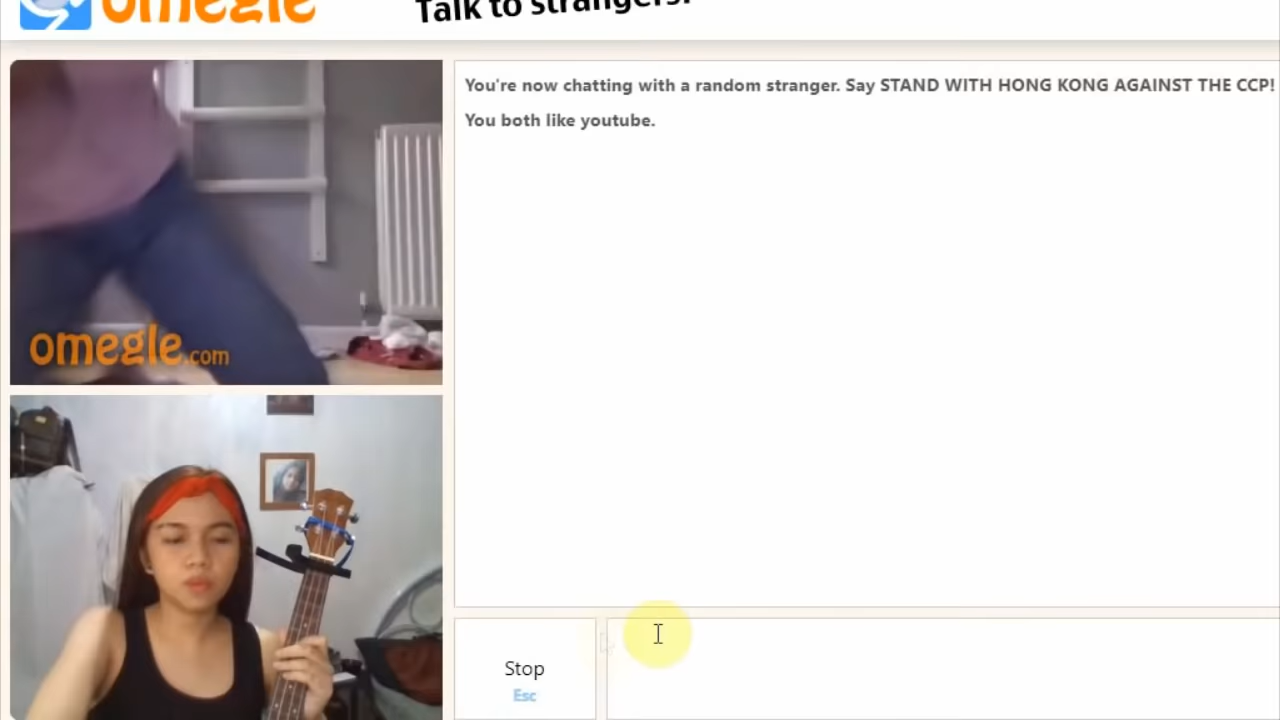 omegle
Talk to strangers!
You're now chatting with a random stranger. Say STAND WITH HONG KONG AGAINST THE CCP!
You both like youtube.
omegle.com
Stop
Esc